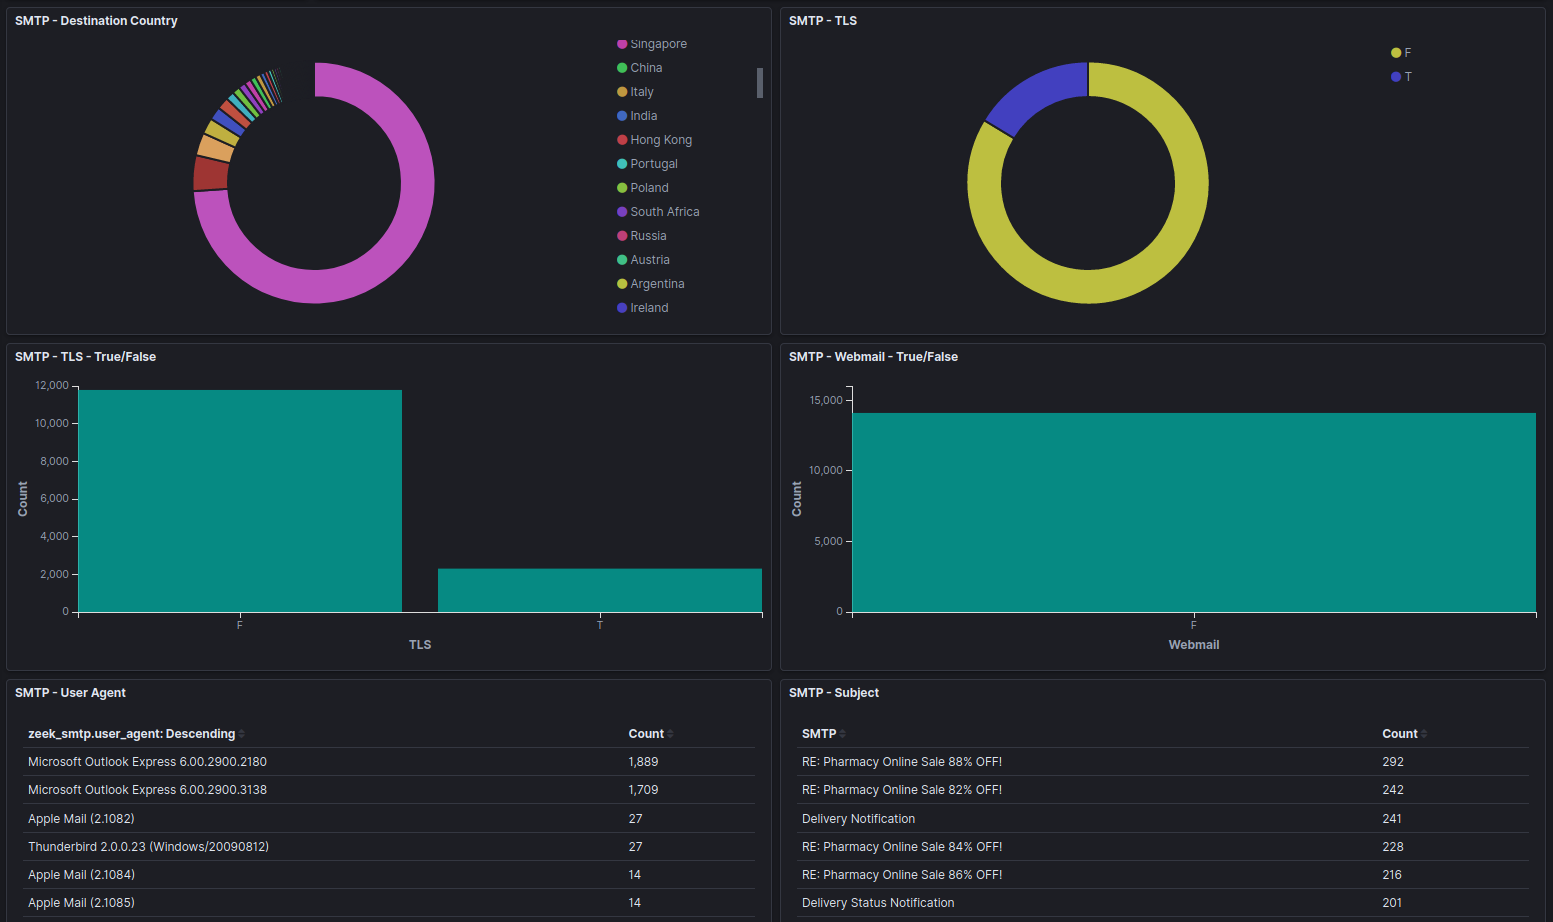 SMTP - Destination Country
Singapore
China
Italy
India
Hong Kong
Portugal
Poland
South Africa
Russia
Austria
Argentina
Ireland
SMTP - TLS
F
T
SMTP - TLS - True/False
12,000
10,000
8,000
6,000
4,000
2,000
0
Count
F
T
TLS
SMTP - Webmail - True/False
15,000
10,000
5,000
0
Count
F
Webmail
SMTP - User Agent
zeek_smtp.user_agent: Descending Count
Microsoft Outlook Express 6.00.2900.2180 1,889
Microsoft Outlook Express 6.00.2900.3138 1,709
Apple Mail (2.1082) 27
Thunderbird 2.0.0.23 (Windows/20090812) 27
Apple Mail (2.1084) 14
Apple Mail (2.1085) 14
SMTP - Subject
SMTP Count
RE: Pharmacy Online Sale 88% OFF! 292
RE: Pharmacy Online Sale 82% OFF! 242
Delivery Notification 241
RE: Pharmacy Online Sale 84% OFF! 228
RE: Pharmacy Online Sale 86% OFF! 216
Delivery Status Notification 201